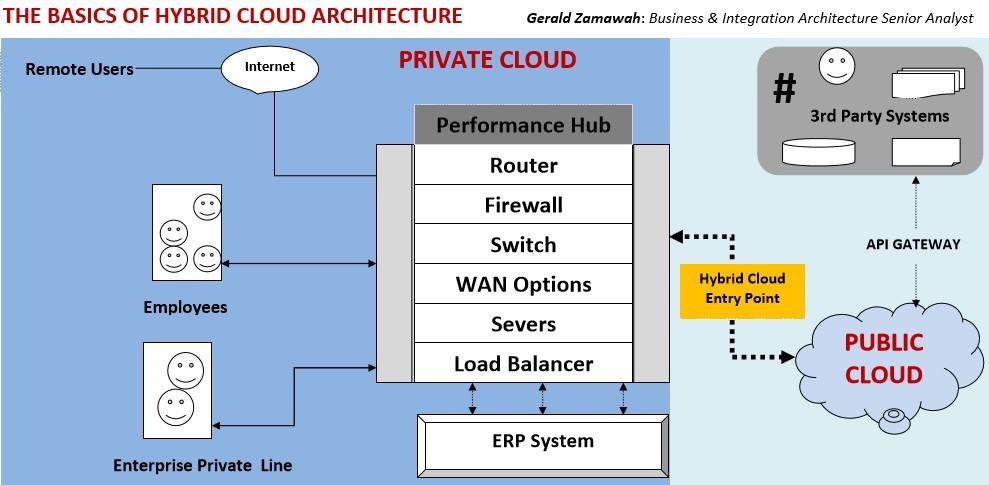 THE BASICS OF HYBRID CLOUD ARCHITECTURE
Gerald Zamawah: Business & Integration Architecture Senior Analyst
PRIVATE CLOUD
Remote Users
Internet
Performance Hub
Router
Firewall
Switch
WAN Options
Severs
Load Balancer
ERP System
Employees
Enterprise Private Line
Hybrid Cloud
Entry Point
#
3rd Party Systems
API GATEWAY
PUBLIC
CLOUD